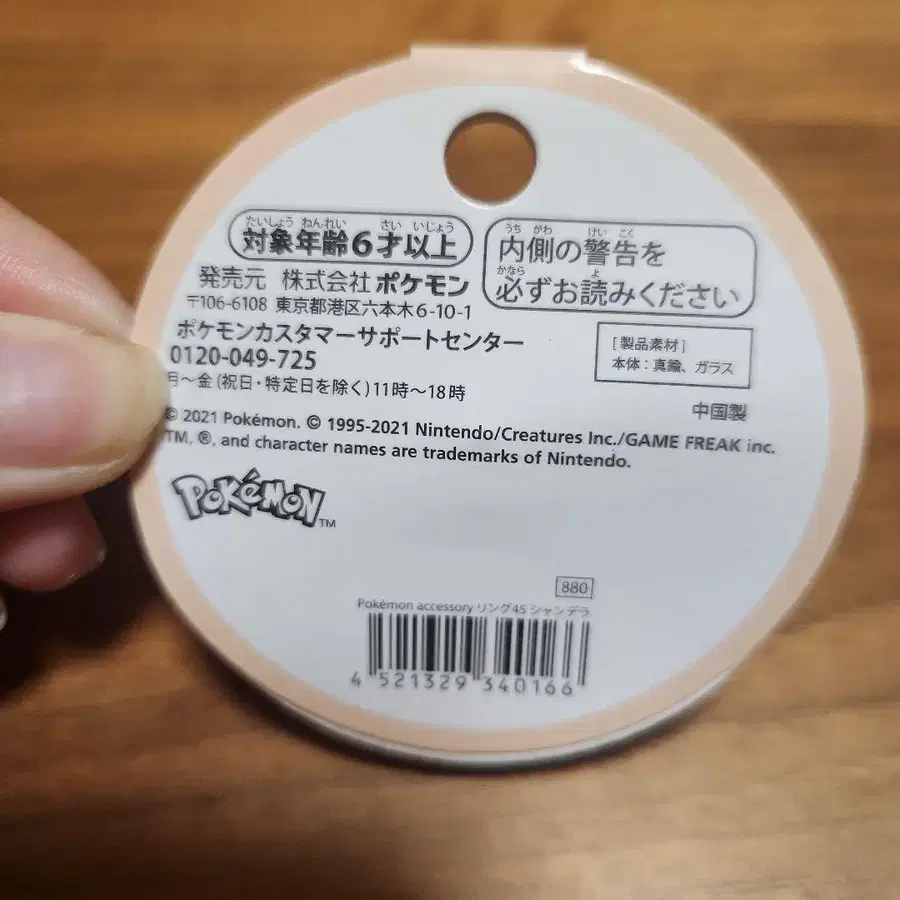 たいしょう ねんれい さい いじょう
対象年齢6才以上
うち がわ けい こく
内側の警告を
かなら よ
必ずお読みください
発売元 株式会社ポケモン
〒106-6108 東京都港区六本木6-10-1
ポケモンカスタマーサポートセンター
0120-049-725
月～金(祝日・特定日を除く)11時～18時
[製品素材]
本体：真鍮、ガラス
中国製
© 2021 Pokémon. © 1995-2021 Nintendo/Creatures Inc./GAME FREAK inc.
TM, ®, and character names are trademarks of Nintendo.
POKéMON TM
880
Pokémon accessory リング45 シャンデラ
4 521329 340166